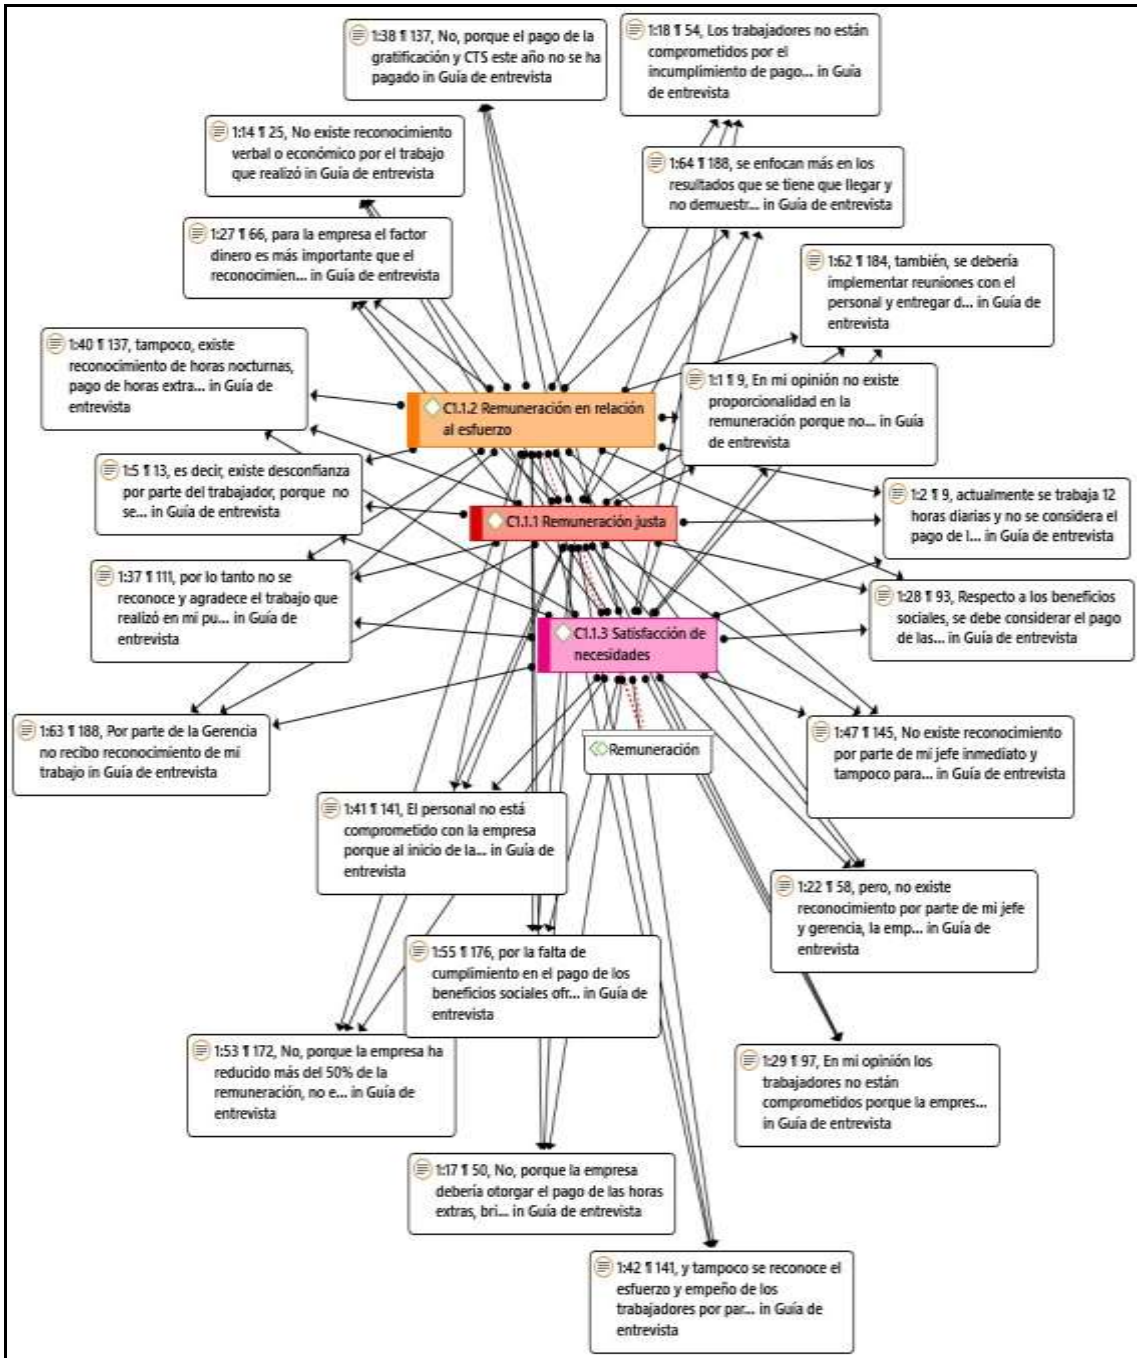 1:38 ¶ 137, No, porque el pago de la
gratificación y CTS este año no se ha
pagado in Guía de entrevista
1:18 ¶ 54, Los trabajadores no están
comprometidos por el
incumplimiento de pago... in Guía
de entrevista
1:14 ¶ 25, No existe reconocimiento
verbal o económico por el trabajo
que realizó in Guía de entrevista
1:64 ¶ 188, se enfocan más en los
resultados que se tiene que llegar y
no demuestr... in Guía de
entrevista
1:27 ¶ 66, para la empresa el factor
dinero es más importante que el
reconocimien... in Guía de
entrevista
1:62 ¶ 184, también, se debería
implementar reuniones con el
personal y entregar d... in Guía de
entrevista
1:40 ¶ 137, tampoco, existe
reconocimiento de horas nocturnas,
pago de horas extra... in Guía de
entrevista
1:1 ¶ 9, En mi opinión no existe
proporcionalidad en la
remuneración porque no... in Guía
de entrevista
C1.1.2 Remuneración en relación
al esfuerzo
1:5 ¶ 13, es decir, existe desconfianza
por parte del trabajador, porque no
se... in Guía de entrevista
1:2 ¶ 9, actualmente se trabaja 12
horas diarias y no se considera el
pago de l... in Guía de entrevista
C1.1.1 Remuneración justa
1:37 ¶ 111, por lo tanto no se
reconoce y agradece el trabajo que
realizó en mi pu... in Guía de
entrevista
1:28 ¶ 93, Respecto a los beneficios
sociales, se debe considerar el pago
de las... in Guía de entrevista
C1.1.3 Satisfacción de
necesidades
1:63 ¶ 188, Por parte de la Gerencia
no recibo reconocimiento de mi
trabajo in Guía de entrevista
Remuneración
1:47 ¶ 145, No existe reconocimiento
por parte de mi jefe inmediato y
tampoco para... in Guía de
entrevista
1:41 ¶ 141, El personal no está
comprometido con la empresa
porque al inicio de la... in Guía de
entrevista
1:22 ¶ 58, pero, no existe
reconocimiento por parte de mi jefe
y gerencia, la emp... in Guía de
entrevista
1:55 ¶ 176, por la falta de
cumplimiento en el pago de los
beneficios sociales ofr... in Guía de
entrevista
1:53 ¶ 172, No, porque la empresa ha
reducido más del 50% de la
remuneración, no e... in Guía de
entrevista
1:29 ¶ 97, En mi opinión los
trabajadores no están
comprometidos porque la empres...
in Guía de entrevista
1:17 ¶ 50, No, porque la empresa
debería otorgar el pago de las horas
extras, bri... in Guía de entrevista
1:42 ¶ 141, y tampoco se reconoce el
esfuerzo y empeño de los
trabajadores por par... in Guía de
entrevista